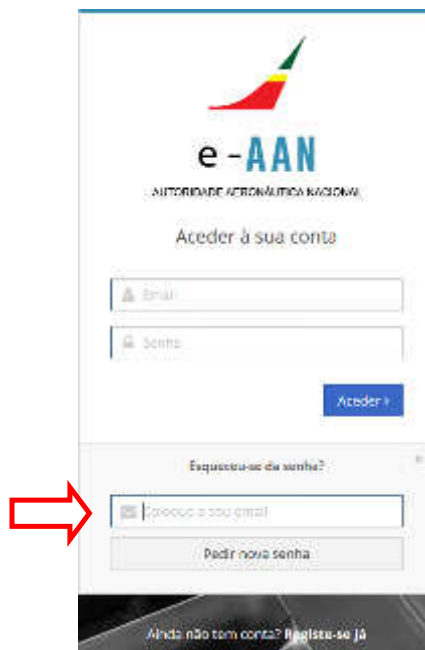 e - AAN
AUTORIDADE AERONÁUTICA NACIONAL
Aceder à sua conta
Email
Senha
Aceder ›
Esqueceu-se da senha?
×
Coloque o seu email
Pedir nova senha
Ainda não tem conta? Registe-se já